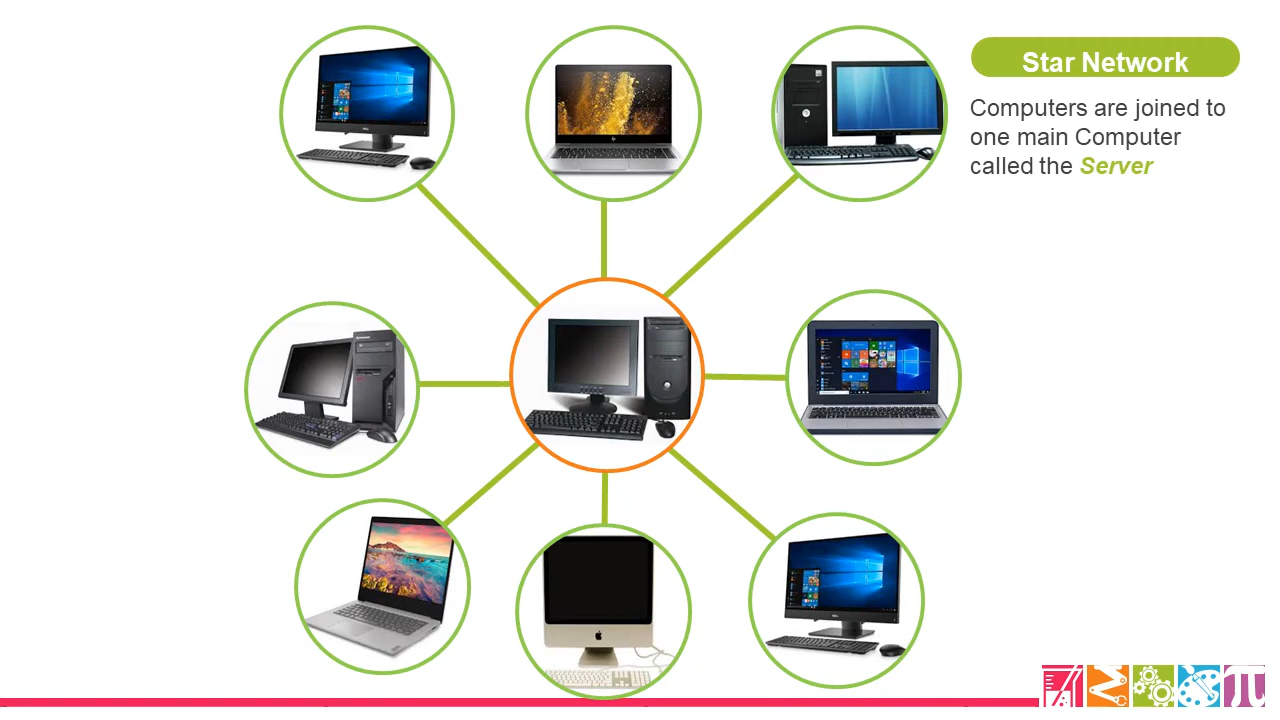 Star Network
Computers are joined to
one main Computer
called the Server